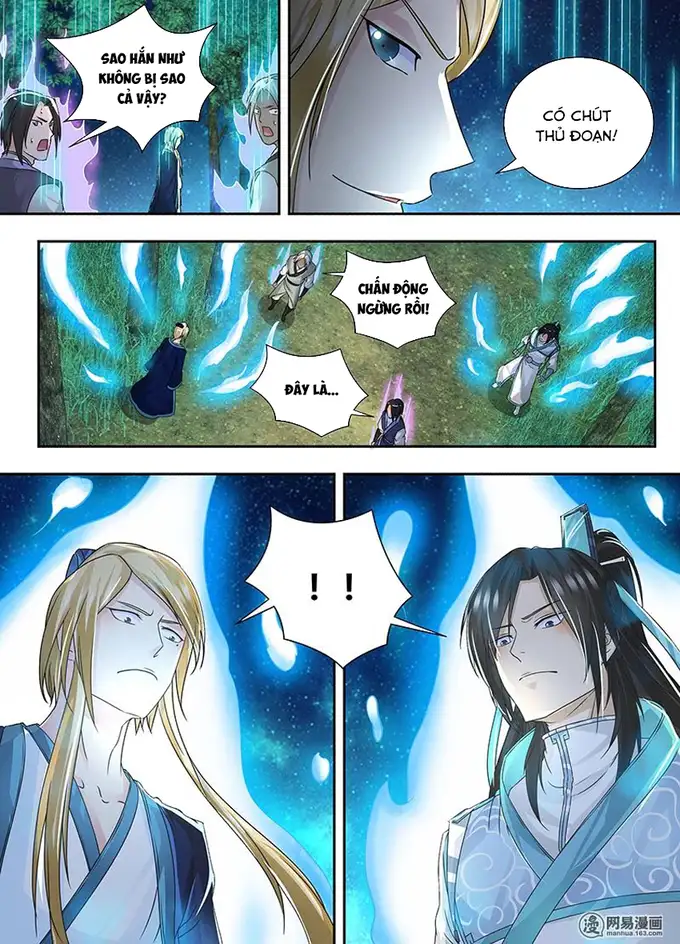 SAO HẮN NHƯ
KHÔNG BỊ SAO
CẢ VẬY?
CÓ CHÚT
THỦ ĐOẠN!
CHẤN ĐỘNG
NGỪNG RỒI!
ĐÂY LÀ...
! !
漫 网易漫画
manhua.163.com